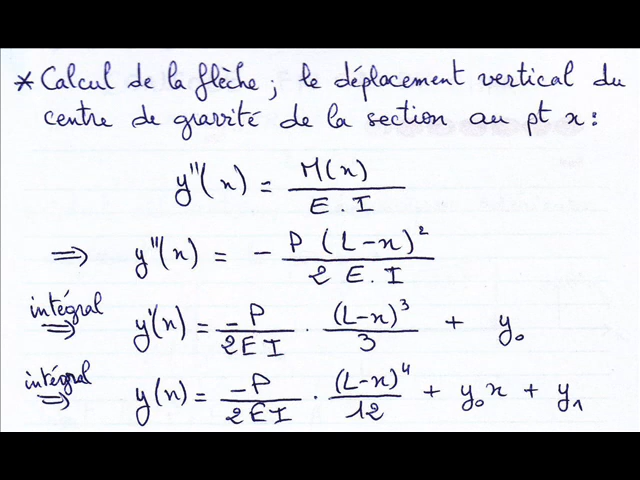 * Calcul de la flèche ; le déplacement vertical du
centre de gravité de la section au pt x :
y''(x) = M(x) / E.I
⇒ y''(x) = - P(L-x)² / 2 E.I
intégral ⇒ y'(x) = -P / 2EI . (L-x)³ / 3 + y₀
intégral ⇒ y(x) = -P / 2EI . (L-x)⁴ / 12 + y₀x + y₁